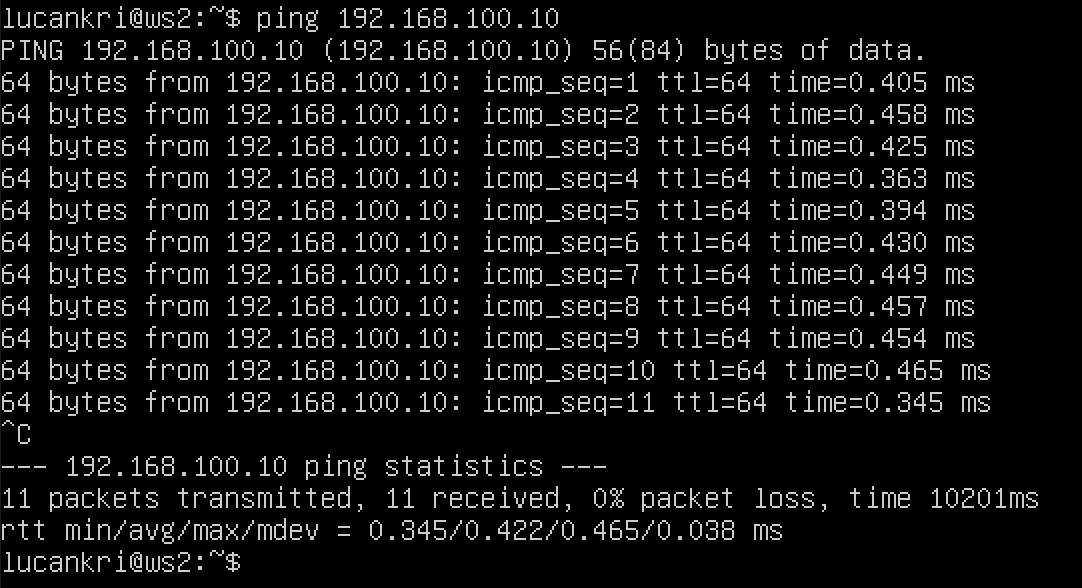 lucankri@ws2:~$ ping 192.168.100.10
PING 192.168.100.10 (192.168.100.10) 56(84) bytes of data.
64 bytes from 192.168.100.10: icmp_seq=1 ttl=64 time=0.405 ms
64 bytes from 192.168.100.10: icmp_seq=2 ttl=64 time=0.458 ms
64 bytes from 192.168.100.10: icmp_seq=3 ttl=64 time=0.425 ms
64 bytes from 192.168.100.10: icmp_seq=4 ttl=64 time=0.363 ms
64 bytes from 192.168.100.10: icmp_seq=5 ttl=64 time=0.394 ms
64 bytes from 192.168.100.10: icmp_seq=6 ttl=64 time=0.430 ms
64 bytes from 192.168.100.10: icmp_seq=7 ttl=64 time=0.449 ms
64 bytes from 192.168.100.10: icmp_seq=8 ttl=64 time=0.457 ms
64 bytes from 192.168.100.10: icmp_seq=9 ttl=64 time=0.454 ms
64 bytes from 192.168.100.10: icmp_seq=10 ttl=64 time=0.465 ms
64 bytes from 192.168.100.10: icmp_seq=11 ttl=64 time=0.345 ms
^C
--- 192.168.100.10 ping statistics ---
11 packets transmitted, 11 received, 0% packet loss, time 10201ms
rtt min/avg/max/mdev = 0.345/0.422/0.465/0.038 ms
lucankri@ws2:~$